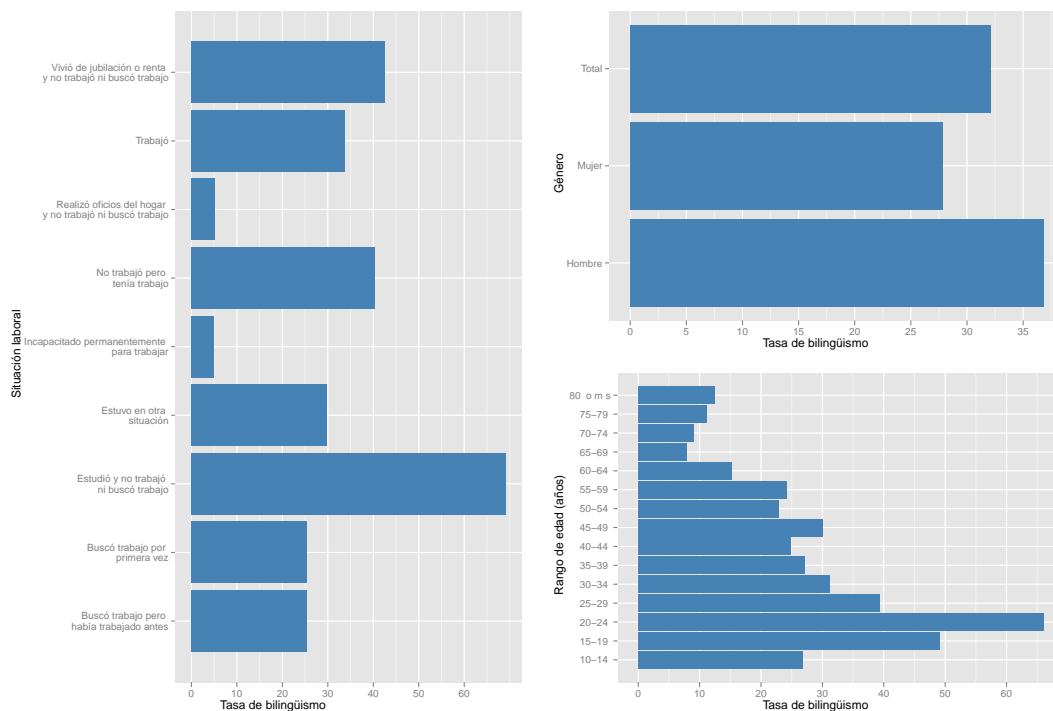 Situación laboral
Vivió de jubilación o renta
y no trabajó ni buscó trabajo
Trabajó
Realizó oficios del hogar
y no trabajó ni buscó trabajo
No trabajó pero
tenía trabajo
Incapacitado permanentemente
para trabajar
Estuvo en otra
situación
Estudió y no trabajó
ni buscó trabajo
Buscó trabajo por
primera vez
Buscó trabajo pero
había trabajado antes
0 10 20 30 40 50 60
Tasa de bilingüismo
Género
Total
Mujer
Hombre
0 5 10 15 20 25 30 35
Tasa de bilingüismo
Rango de edad (años)
80 o m s
75–79
70–74
65–69
60–64
55–59
50–54
45–49
40–44
35–39
30–34
25–29
20–24
15–19
10–14
0 10 20 30 40 50 60
Tasa de bilingüismo